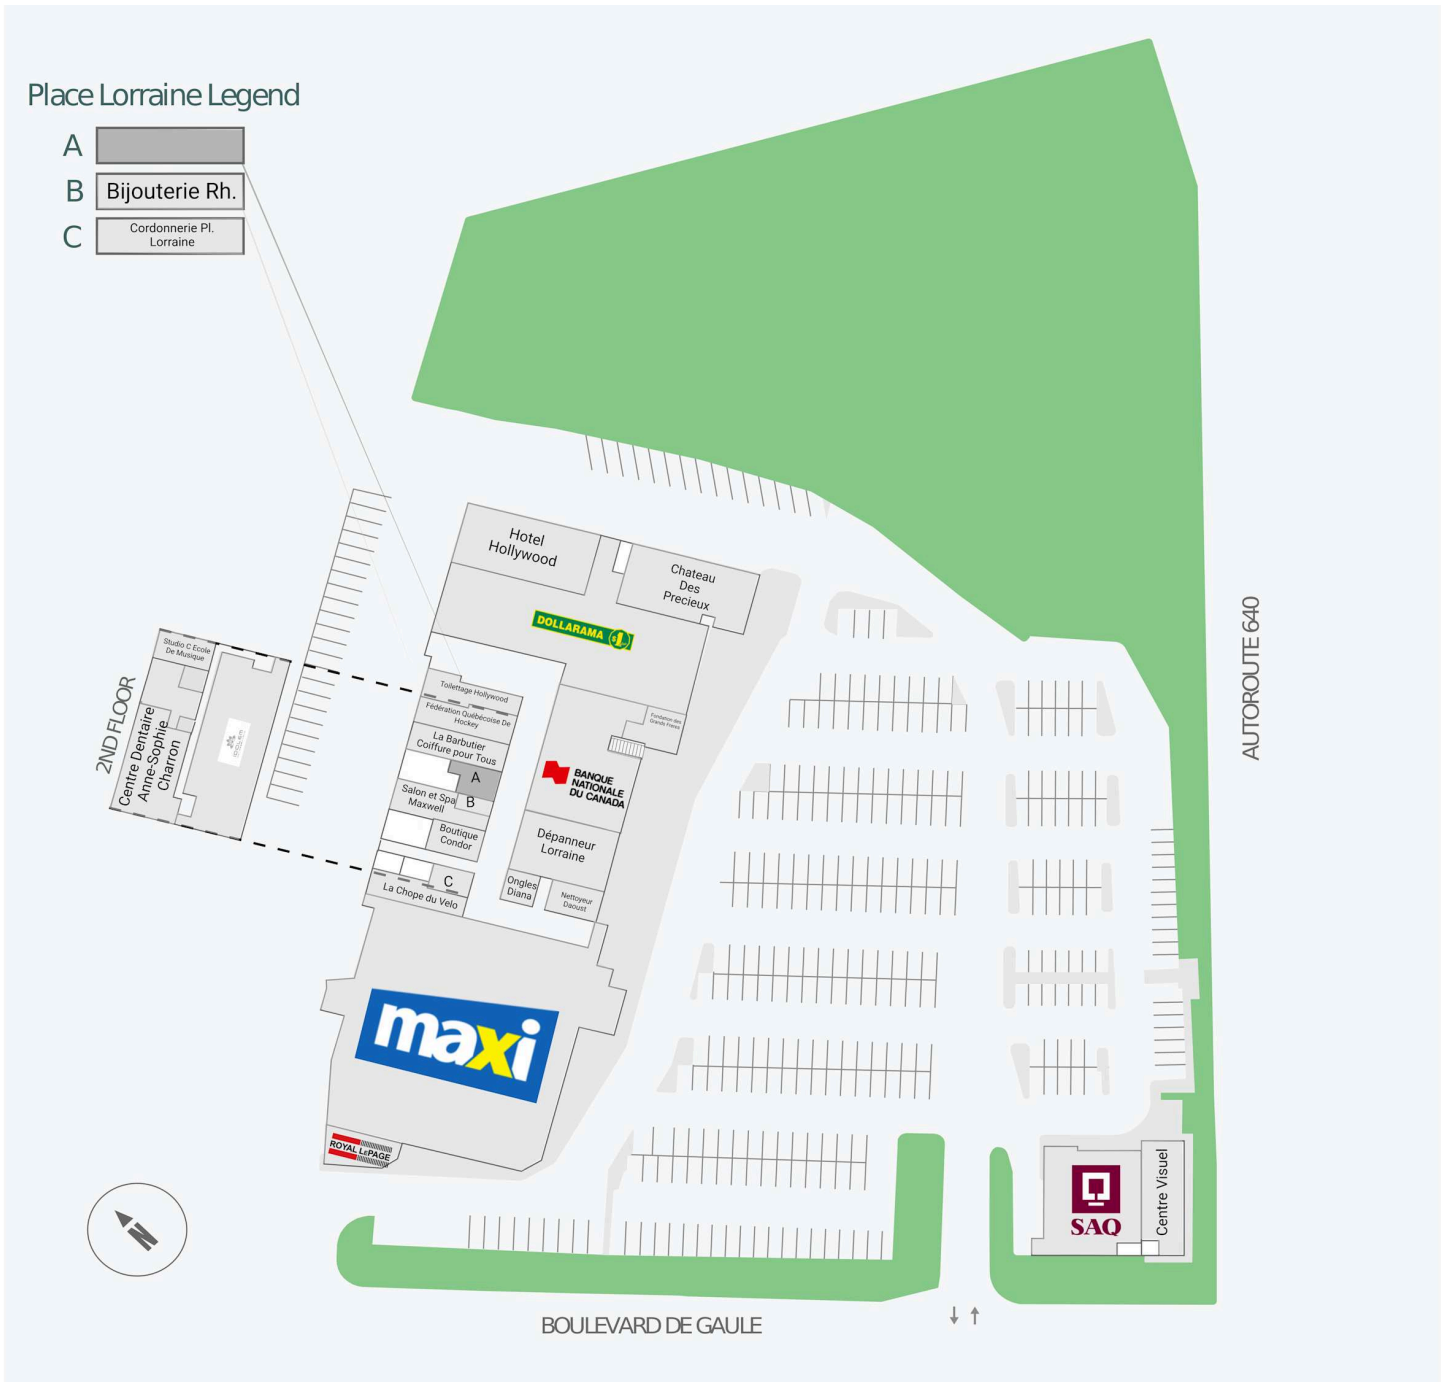 Place Lorraine Legend
A
B Bijouterie Rh.
C Cordonnerie Pl.
Lorraine
Hotel
Hollywood
Chateau
Des
Precieux
DOLLARAMA
Toilettage Hollywood
Fédération Québécoise De
Hockey
La Barbutier
Coiffure pour Tous
A
Salon et Spa
Maxwell
B
Boutique
Condor
C
La Chope du Velo
Fondation des
Grands Freres
BANQUE
NATIONALE
DU CANADA
Dépanneur
Lorraine
Ongles
Diana
Nettoyeur
Daoust
Studio C Ecole
De Musique
2ND FLOOR
Centre Dentaire
Anne-Sophie
Charron
maxi
ROYAL LEPAGE
N
SAQ
Centre Visuel
AUTOROUTE 640
BOULEVARD DE GAULE